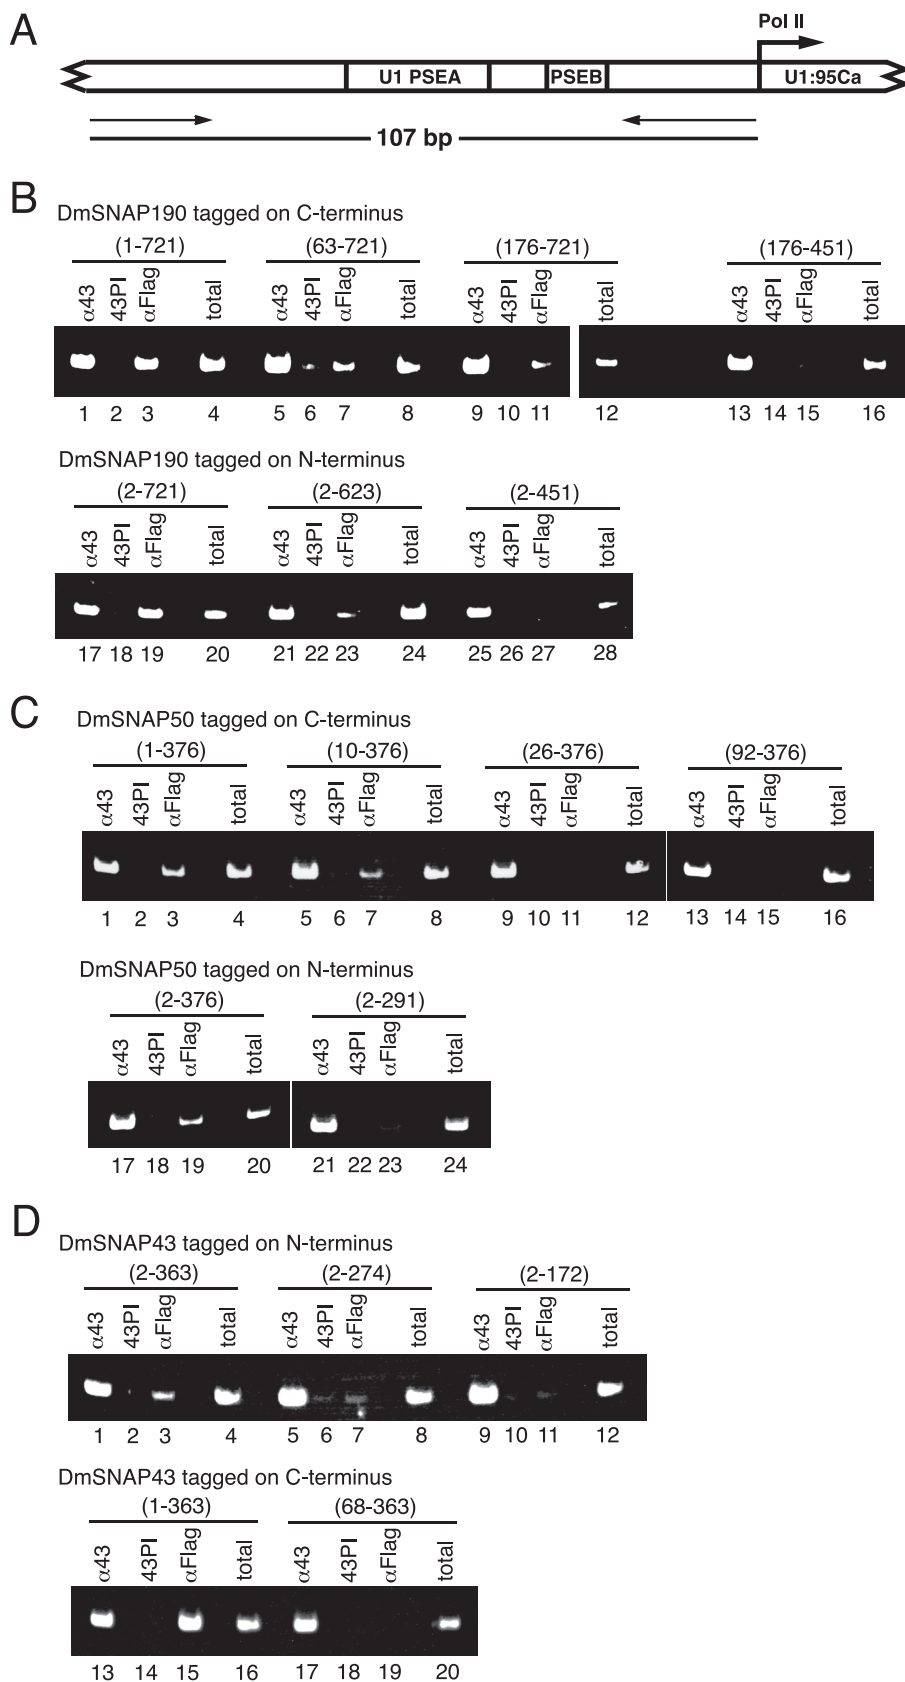 A
Pol II
U1 PSEA PSEB U1:95Ca
107 bp
B
DmSNAP190 tagged on C-terminus
(1-721) (63-721) (176-721) (176-451)
α43 43PI αFlag total α43 43PI αFlag total α43 43PI αFlag total α43 43PI αFlag total
1 2 3 4 5 6 7 8 9 10 11 12 13 14 15 16
DmSNAP190 tagged on N-terminus
(2-721) (2-623) (2-451)
α43 43PI αFlag total α43 43PI αFlag total α43 43PI αFlag total
17 18 19 20 21 22 23 24 25 26 27 28
C
DmSNAP50 tagged on C-terminus
(1-376) (10-376) (26-376) (92-376)
α43 43PI αFlag total α43 43PI αFlag total α43 43PI αFlag total α43 43PI αFlag total
1 2 3 4 5 6 7 8 9 10 11 12 13 14 15 16
DmSNAP50 tagged on N-terminus
(2-376) (2-291)
α43 43PI αFlag total α43 43PI αFlag total
17 18 19 20 21 22 23 24
D
DmSNAP43 tagged on N-terminus
(2-363) (2-274) (2-172)
α43 43PI αFlag total α43 43PI αFlag total α43 43PI αFlag total
1 2 3 4 5 6 7 8 9 10 11 12
DmSNAP43 tagged on C-terminus
(1-363) (68-363)
α43 43PI αFlag total α43 43PI αFlag total
13 14 15 16 17 18 19 20